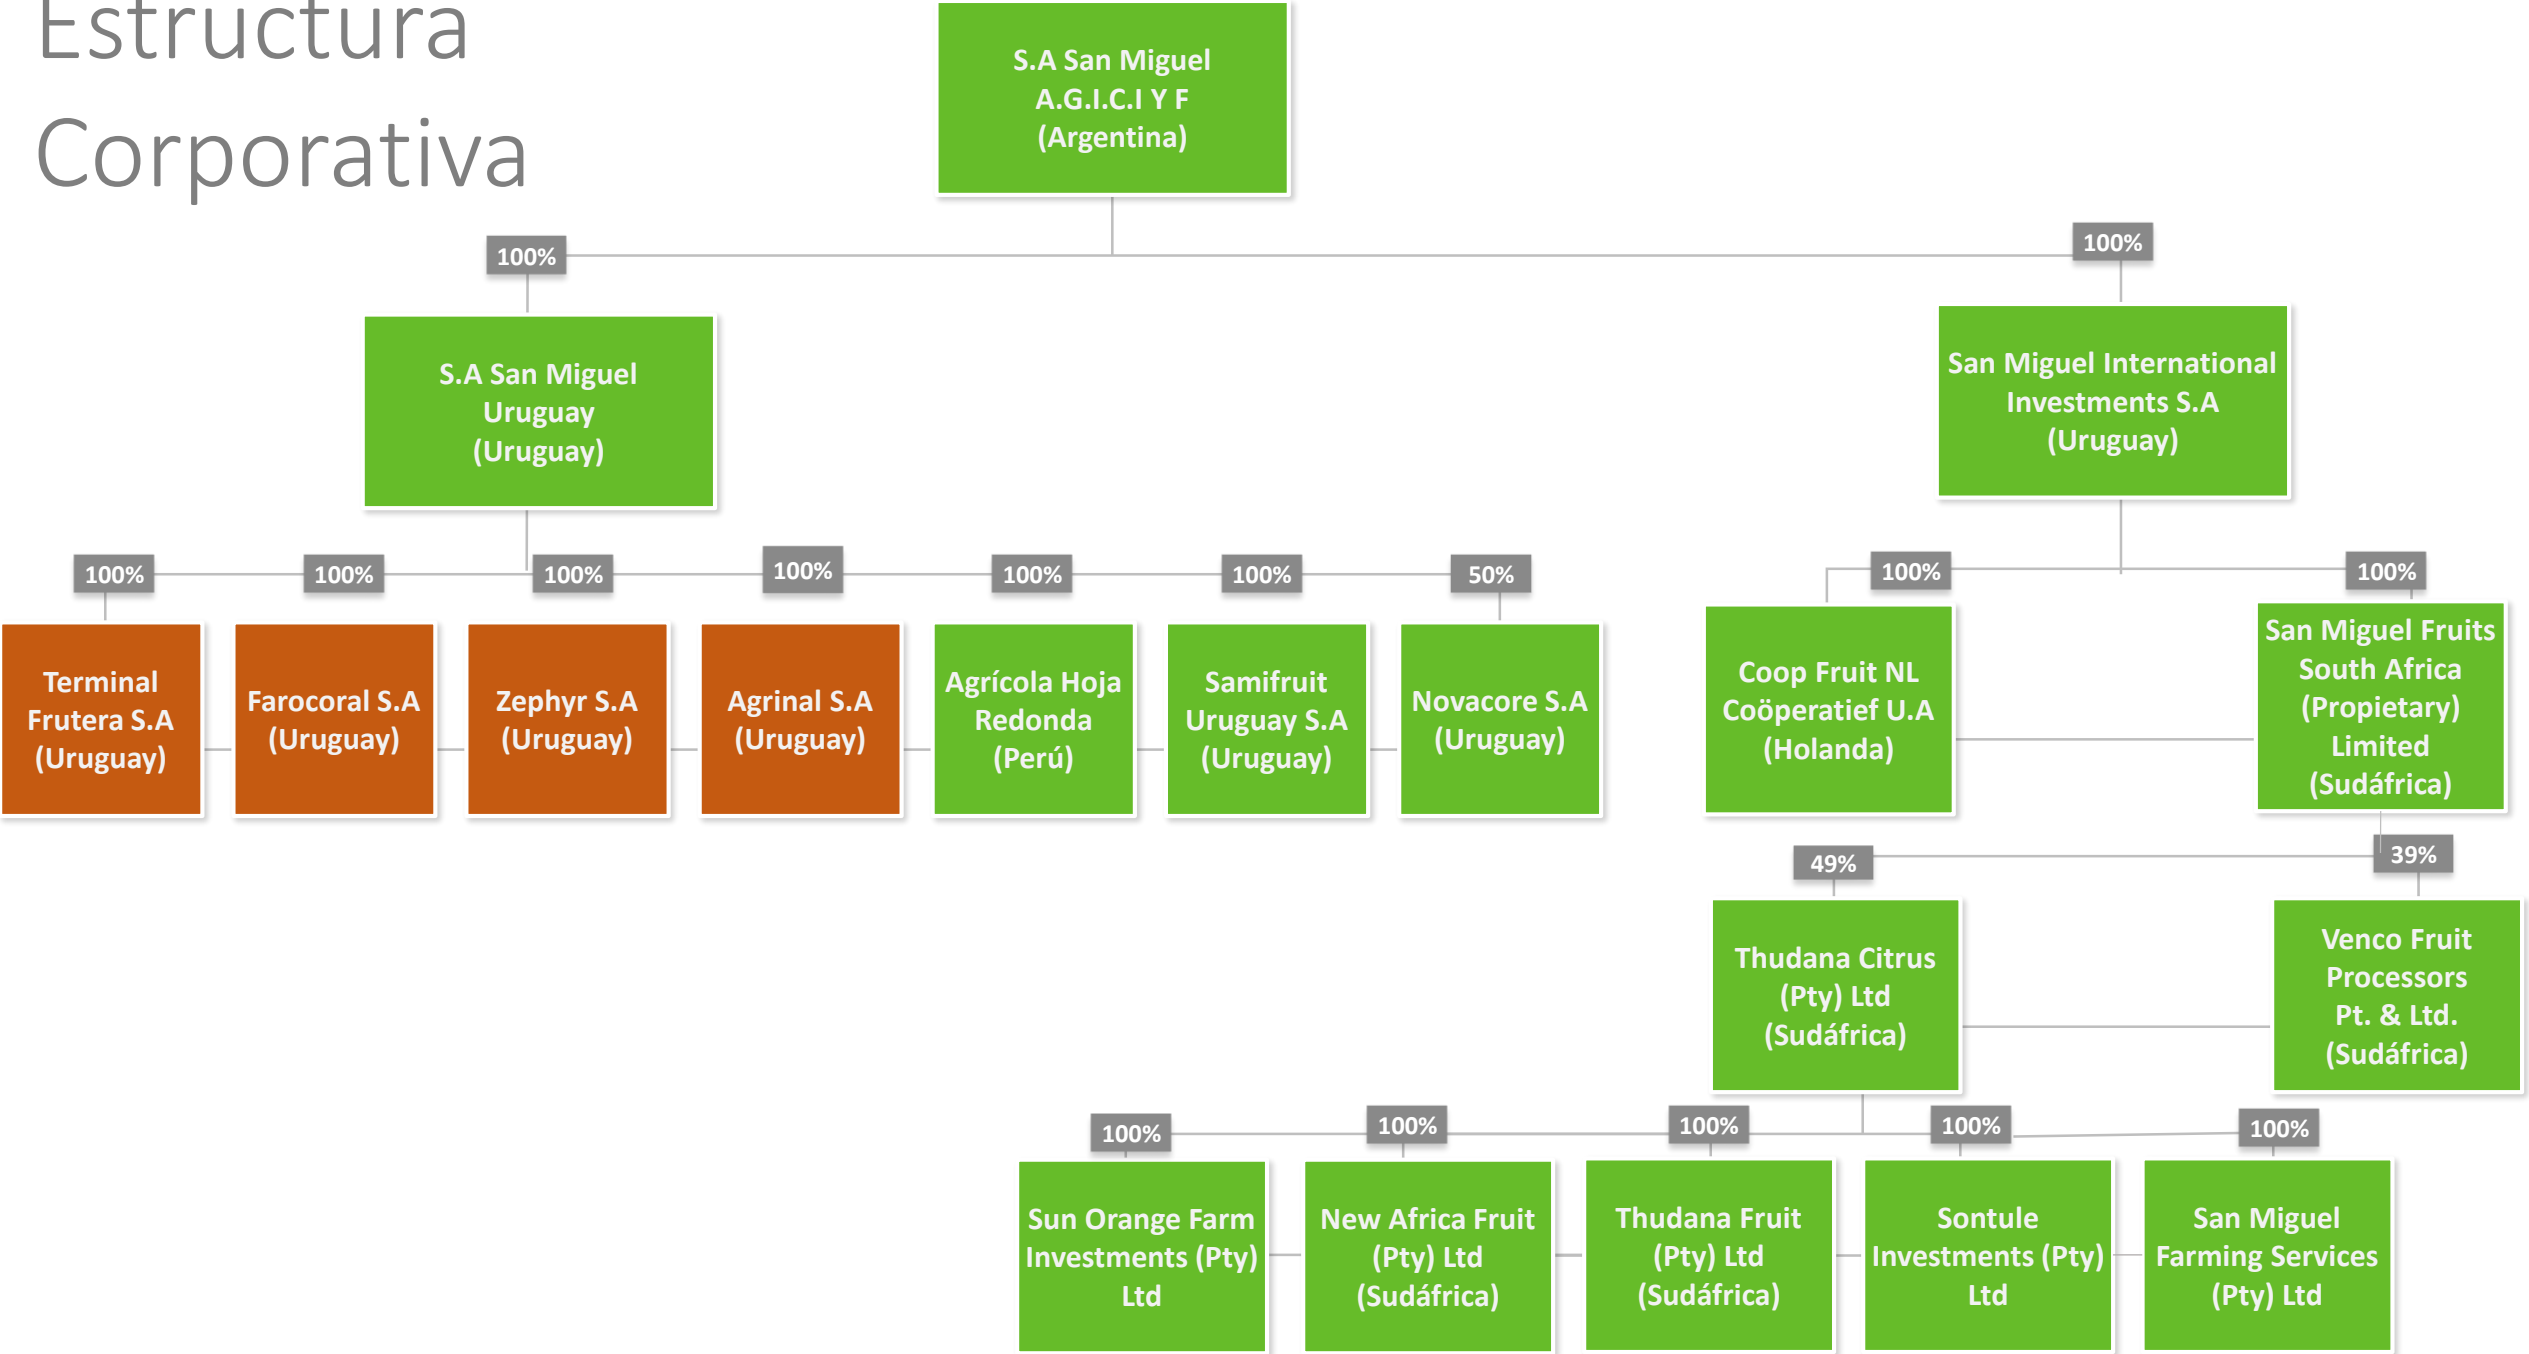 Estructura
Corporativa
S.A San Miguel
A.G.I.C.I Y F
(Argentina)
100%
100%
S.A San Miguel
Uruguay
(Uruguay)
San Miguel International
Investments S.A
(Uruguay)
100%
100%
100%
100%
100%
100%
50%
100%
100%
Terminal
Frutera S.A
(Uruguay)
Farocoral S.A
(Uruguay)
Zephyr S.A
(Uruguay)
Agrinal S.A
(Uruguay)
Agrícola Hoja
Redonda
(Perú)
Samifruit
Uruguay S.A
(Uruguay)
Novacore S.A
(Uruguay)
Coop Fruit NL
Coöperatief U.A
(Holanda)
San Miguel Fruits
South Africa
(Propietary)
Limited
(Sudáfrica)
49%
39%
Thudana Citrus
(Pty) Ltd
(Sudáfrica)
Venco Fruit
Processors
Pt. & Ltd.
(Sudáfrica)
100%
100%
100%
100%
100%
Sun Orange Farm
Investments (Pty)
Ltd
New Africa Fruit
(Pty) Ltd
(Sudáfrica)
Thudana Fruit
(Pty) Ltd
(Sudáfrica)
Sontule
Investments (Pty)
Ltd
San Miguel
Farming Services
(Pty) Ltd